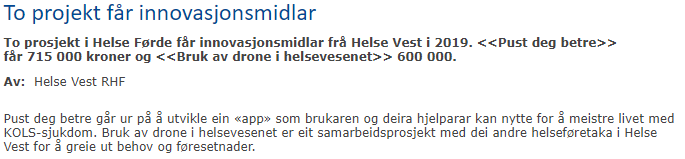 To projekt får innovasjonsmidlar
To prosjekt i Helse Førde får innovasjonsmidlar frå Helse Vest i 2019. <<Pust deg betre>>
får 715 000 kroner og <<Bruk av drone i helsevesenet>> 600 000.
Av: Helse Vest RHF
Pust deg betre går ur på å utvikle ein «app» som brukaren og deira hjelparar kan nytte for å meistre livet med
KOLS-sjukdom. Bruk av drone i helsevesenet er eit samarbeidsprosjekt med dei andre helseføretaka i Helse
Vest for å greie ut behov og føresetnader.